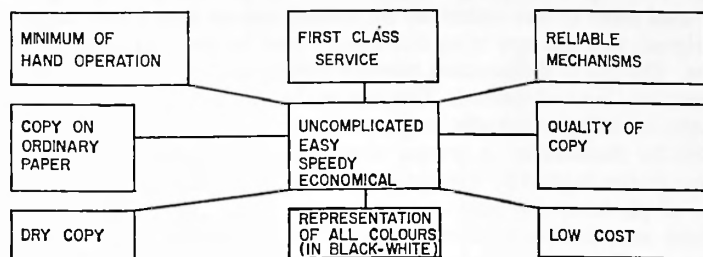 MINIMUM OF
HAND OPERATION
FIRST CLASS
SERVICE
RELIABLE
MECHANISMS
COPY ON
ORDINARY
PAPER
UNCOMPLICATED
EASY
SPEEDY
ECONOMICAL
QUALITY OF
COPY
DRY COPY
REPRESENTATION
OF ALL COLOURS
(IN BLACK-WHITE)
LOW COST